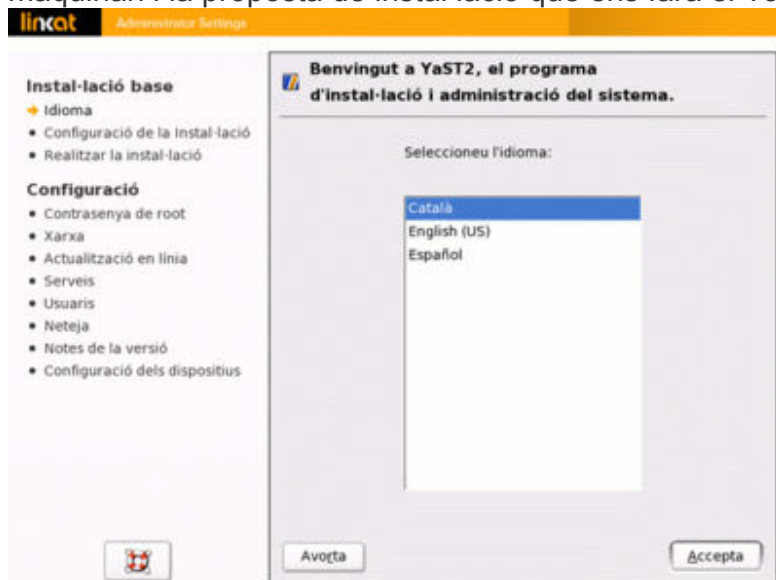 lincat
Administrator Settings
Instal·lació base
Idioma
Configuració de la Instal·lació
Realitzar la instal·lació
Configuració
Contrasenya de root
Xarxa
Actualització en línia
Serveis
Usuaris
Neteja
Notes de la versió
Configuració dels dispositius
Benvingut a YaST2, el programa
d'instal·lació i administració del sistema.
Seleccioneu l'idioma:
Català
English (US)
Español
Avorta
Accepta